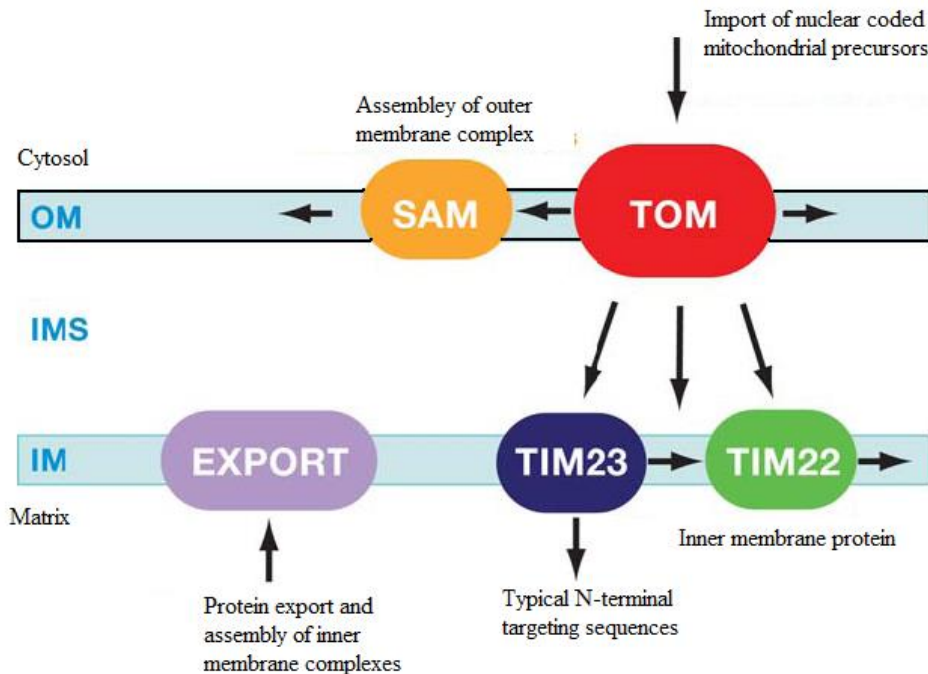 Import of nuclear coded
mitochondrial precursors
Assembley of outer
membrane complex
Cytosol
OM
SAM
TOM
IMS
IM
EXPORT
TIM23
TIM22
Matrix
Inner membrane protein
Protein export and
assembly of inner
membrane complexes
Typical N-terminal
targeting sequences